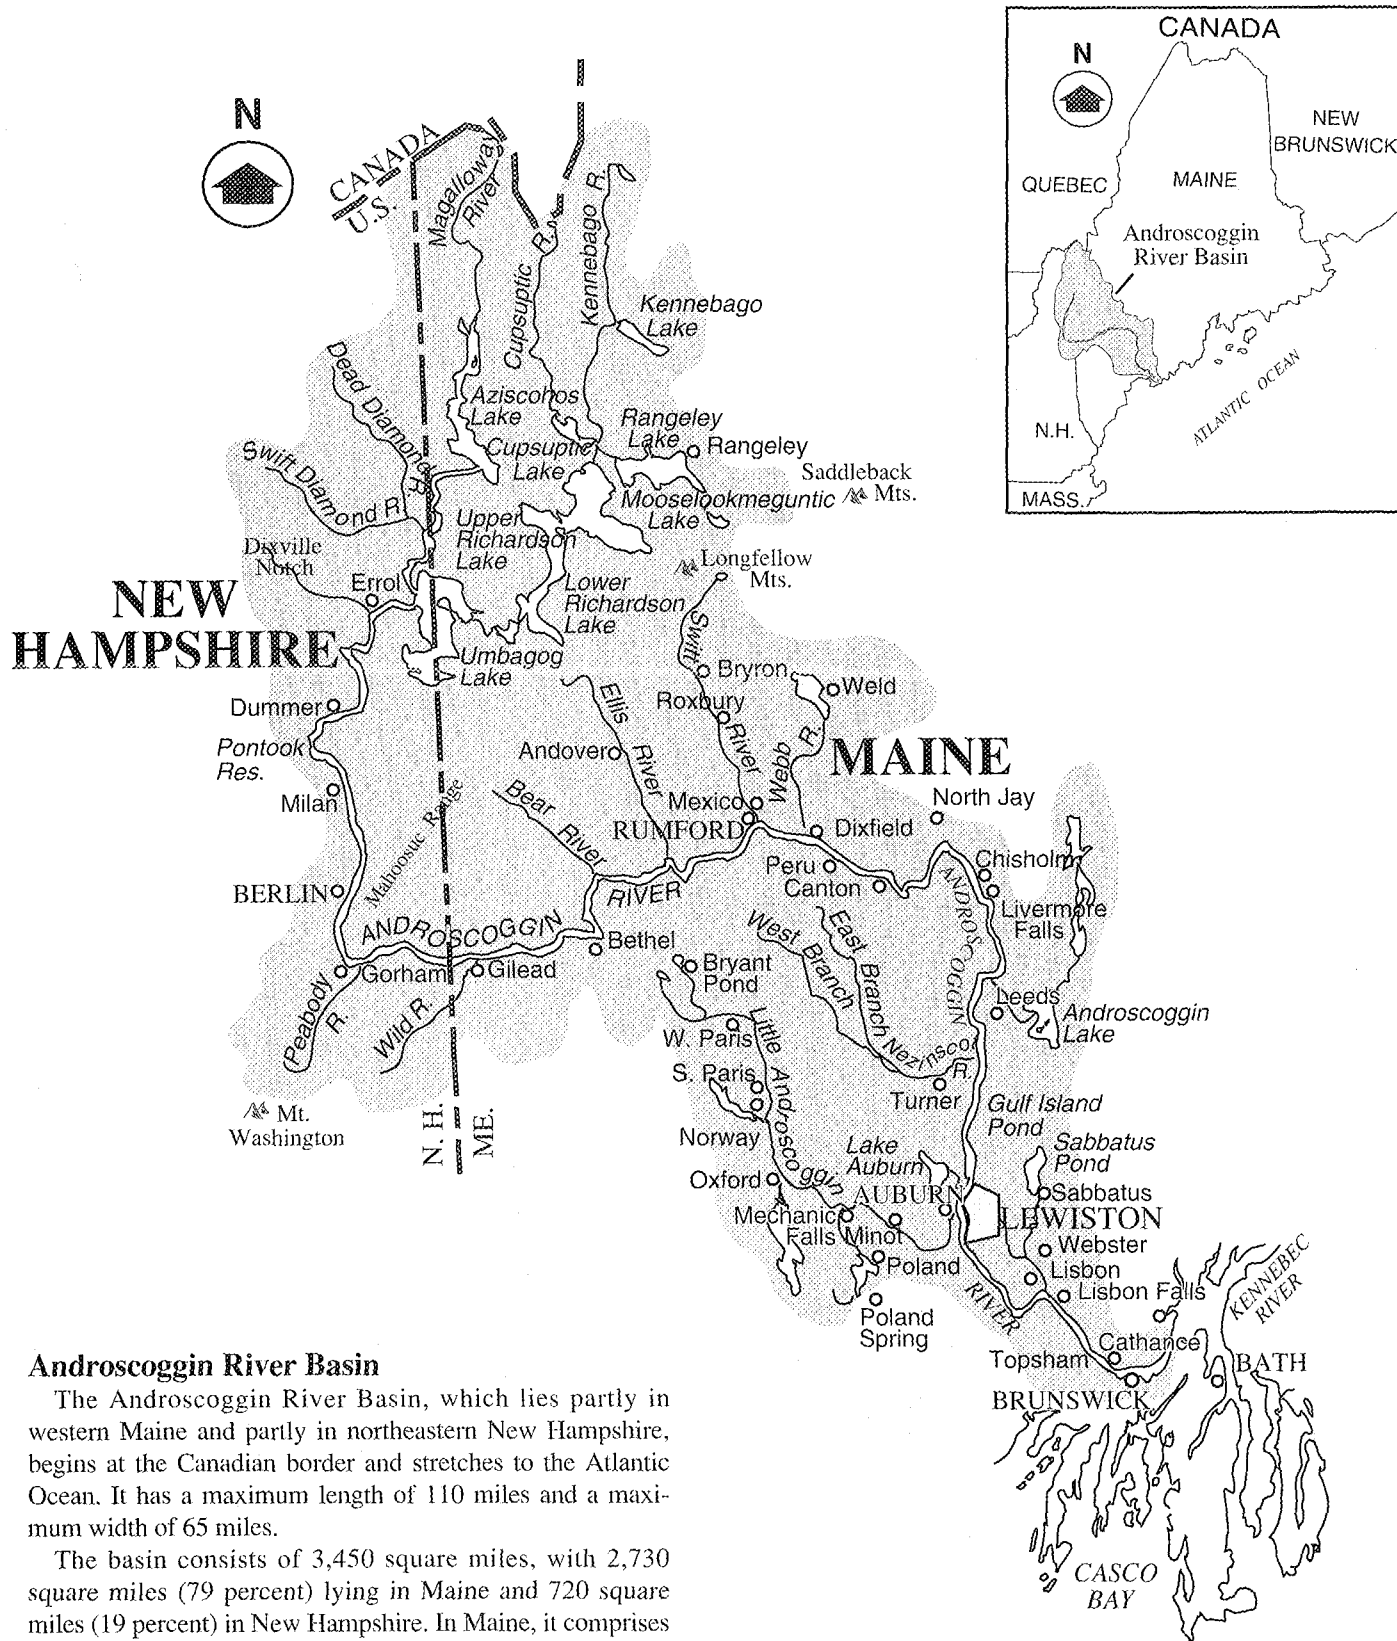 CANADA
N
NEW
BRUNSWICK
QUEBEC
MAINE
Androscoggin
River Basin
ATLANTIC OCEAN
N.H.
MASS.
N
CANADA
U.S.
Magalloway
River
Cupsuptic
R.
Kennebago R.
Kennebago
Lake
Dead Diamond
R.
Swift Diamond R.
Aziscohos
Lake
Cupsuptic
Lake
Rangeley
Lake
Rangeley
Saddleback
Mts.
Mooselookmeguntic
Lake
Upper
Richardson
Lake
Dixville
Notch
Longfellow
Mts.
Errol
Lower
Richardson
Lake
NEW
HAMPSHIRE
Umbagog
Lake
Swift
River
Bryron
Weld
Roxbury
Ellis
River
Dummer
Pontook
Res.
Andover
Webb
R.
MAINE
Milan
Mahoosuc Range
Bear
River
Mexico
RUMFORD
Dixfield
North Jay
Peru
Canton
Chisholm
BERLIN
RIVER
ANDROSCOGGIN
Livermore
Falls
ANDROSCOGGIN
Bethel
West
Branch
East
Branch
Gorham
Gilead
Bryant
Pond
Peabody
R.
Wild R.
Leeds
Androscoggin
Lake
W. Paris
Little Androscoggin
Nezinsco
R.
S. Paris
Turner
Gulf Island
Pond
Mt.
Washington
N. H.
ME.
Norway
Lake
Auburn
Sabbatus
Pond
Oxford
AUBURN
Sabbatus
Mechanic
Falls
Minot
LEWISTON
Webster
Poland
Lisbon
RIVER
Lisbon Falls
KENNEBEC
RIVER
Poland
Spring
Cathance
Topsham
BATH
BRUNSWICK
CASCO
BAY
Androscoggin River Basin
The Androscoggin River Basin, which lies partly in
western Maine and partly in northeastern New Hampshire,
begins at the Canadian border and stretches to the Atlantic
Ocean. It has a maximum length of 110 miles and a maxi-
mum width of 65 miles.
The basin consists of 3,450 square miles, with 2,730
square miles (79 percent) lying in Maine and 720 square
miles (19 percent) in New Hampshire. In Maine, it comprises